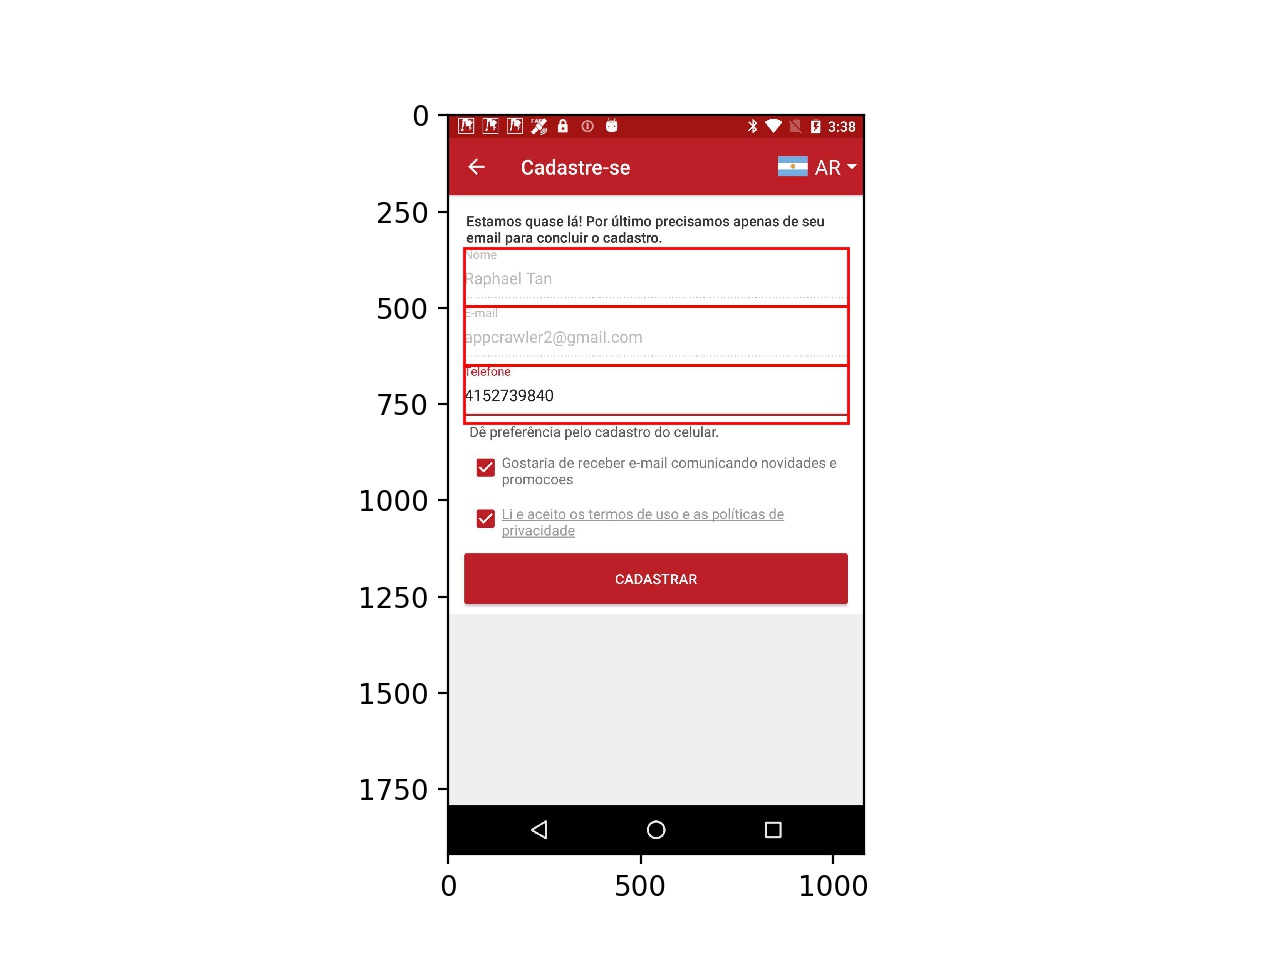 0
250
500
750
1000
1250
1500
1750
3:38
Cadastre-se
AR
Estamos quase lá! Por último precisamos apenas de seu
email para concluir o cadastro.
Nome
Raphael Tan
E-mail
appcrawler2@gmail.com
Telefone
4152739840
Dê preferência pelo cadastro do celular.
Gostaria de receber e-mail comunicando novidades e
promocoes
Li e aceito os termos de uso e as políticas de
privacidade
CADASTRAR
0 500 1000